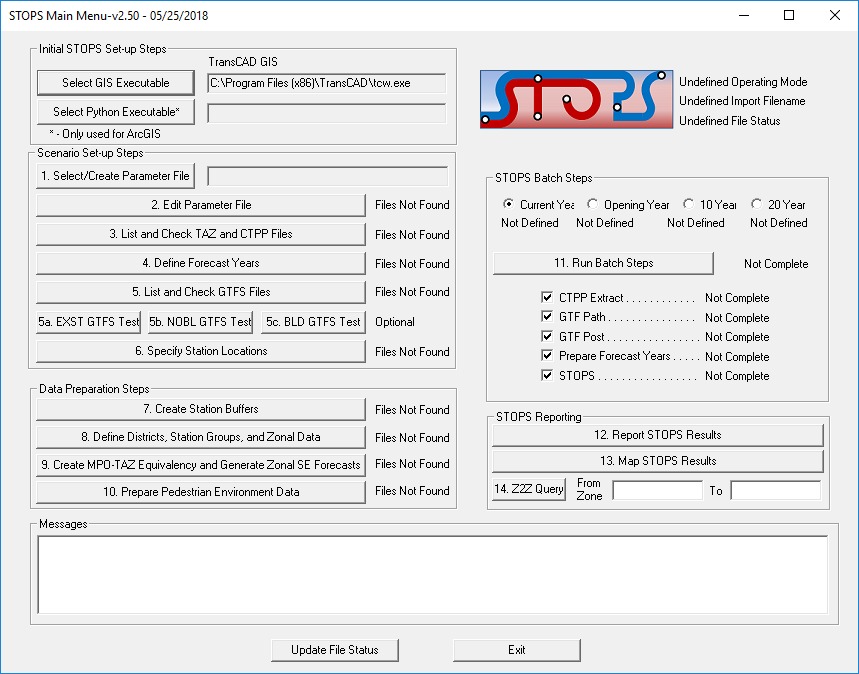 STOPS Main Menu-v2.50 - 05/25/2018
Initial STOPS Set-up Steps
TransCAD GIS
Select GIS Executable
C:\Program Files (x86)\TransCAD\tcw.exe
Select Python Executable*
* - Only used for ArcGIS
STOPS
Undefined Operating Mode
Undefined Import Filename
Undefined File Status
Scenario Set-up Steps
1. Select/Create Parameter File
2. Edit Parameter File Files Not Found
3. List and Check TAZ and CTPP Files Files Not Found
4. Define Forecast Years Files Not Found
5. List and Check GTFS Files Files Not Found
5a. EXST GTFS Test 5b. NOBL GTFS Test 5c. BLD GTFS Test Optional
6. Specify Station Locations Files Not Found
Data Preparation Steps
7. Create Station Buffers Files Not Found
8. Define Districts, Station Groups, and Zonal Data Files Not Found
9. Create MPO-TAZ Equivalency and Generate Zonal SE Forecasts Files Not Found
10. Prepare Pedestrian Environment Data Files Not Found
STOPS Batch Steps
Current Yea Opening Year 10 Year 20 Year
Not Defined Not Defined Not Defined Not Defined
11. Run Batch Steps Not Complete
CTPP Extract . . . . . . . . . . . . Not Complete
GTF Path . . . . . . . . . . . . . . . Not Complete
GTF Post . . . . . . . . . . . . . . . . Not Complete
Prepare Forecast Years . . . . . Not Complete
STOPS . . . . . . . . . . . . . . . . . Not Complete
STOPS Reporting
12. Report STOPS Results
13. Map STOPS Results
14. Z2Z Query From Zone To
Messages
Update File Status Exit